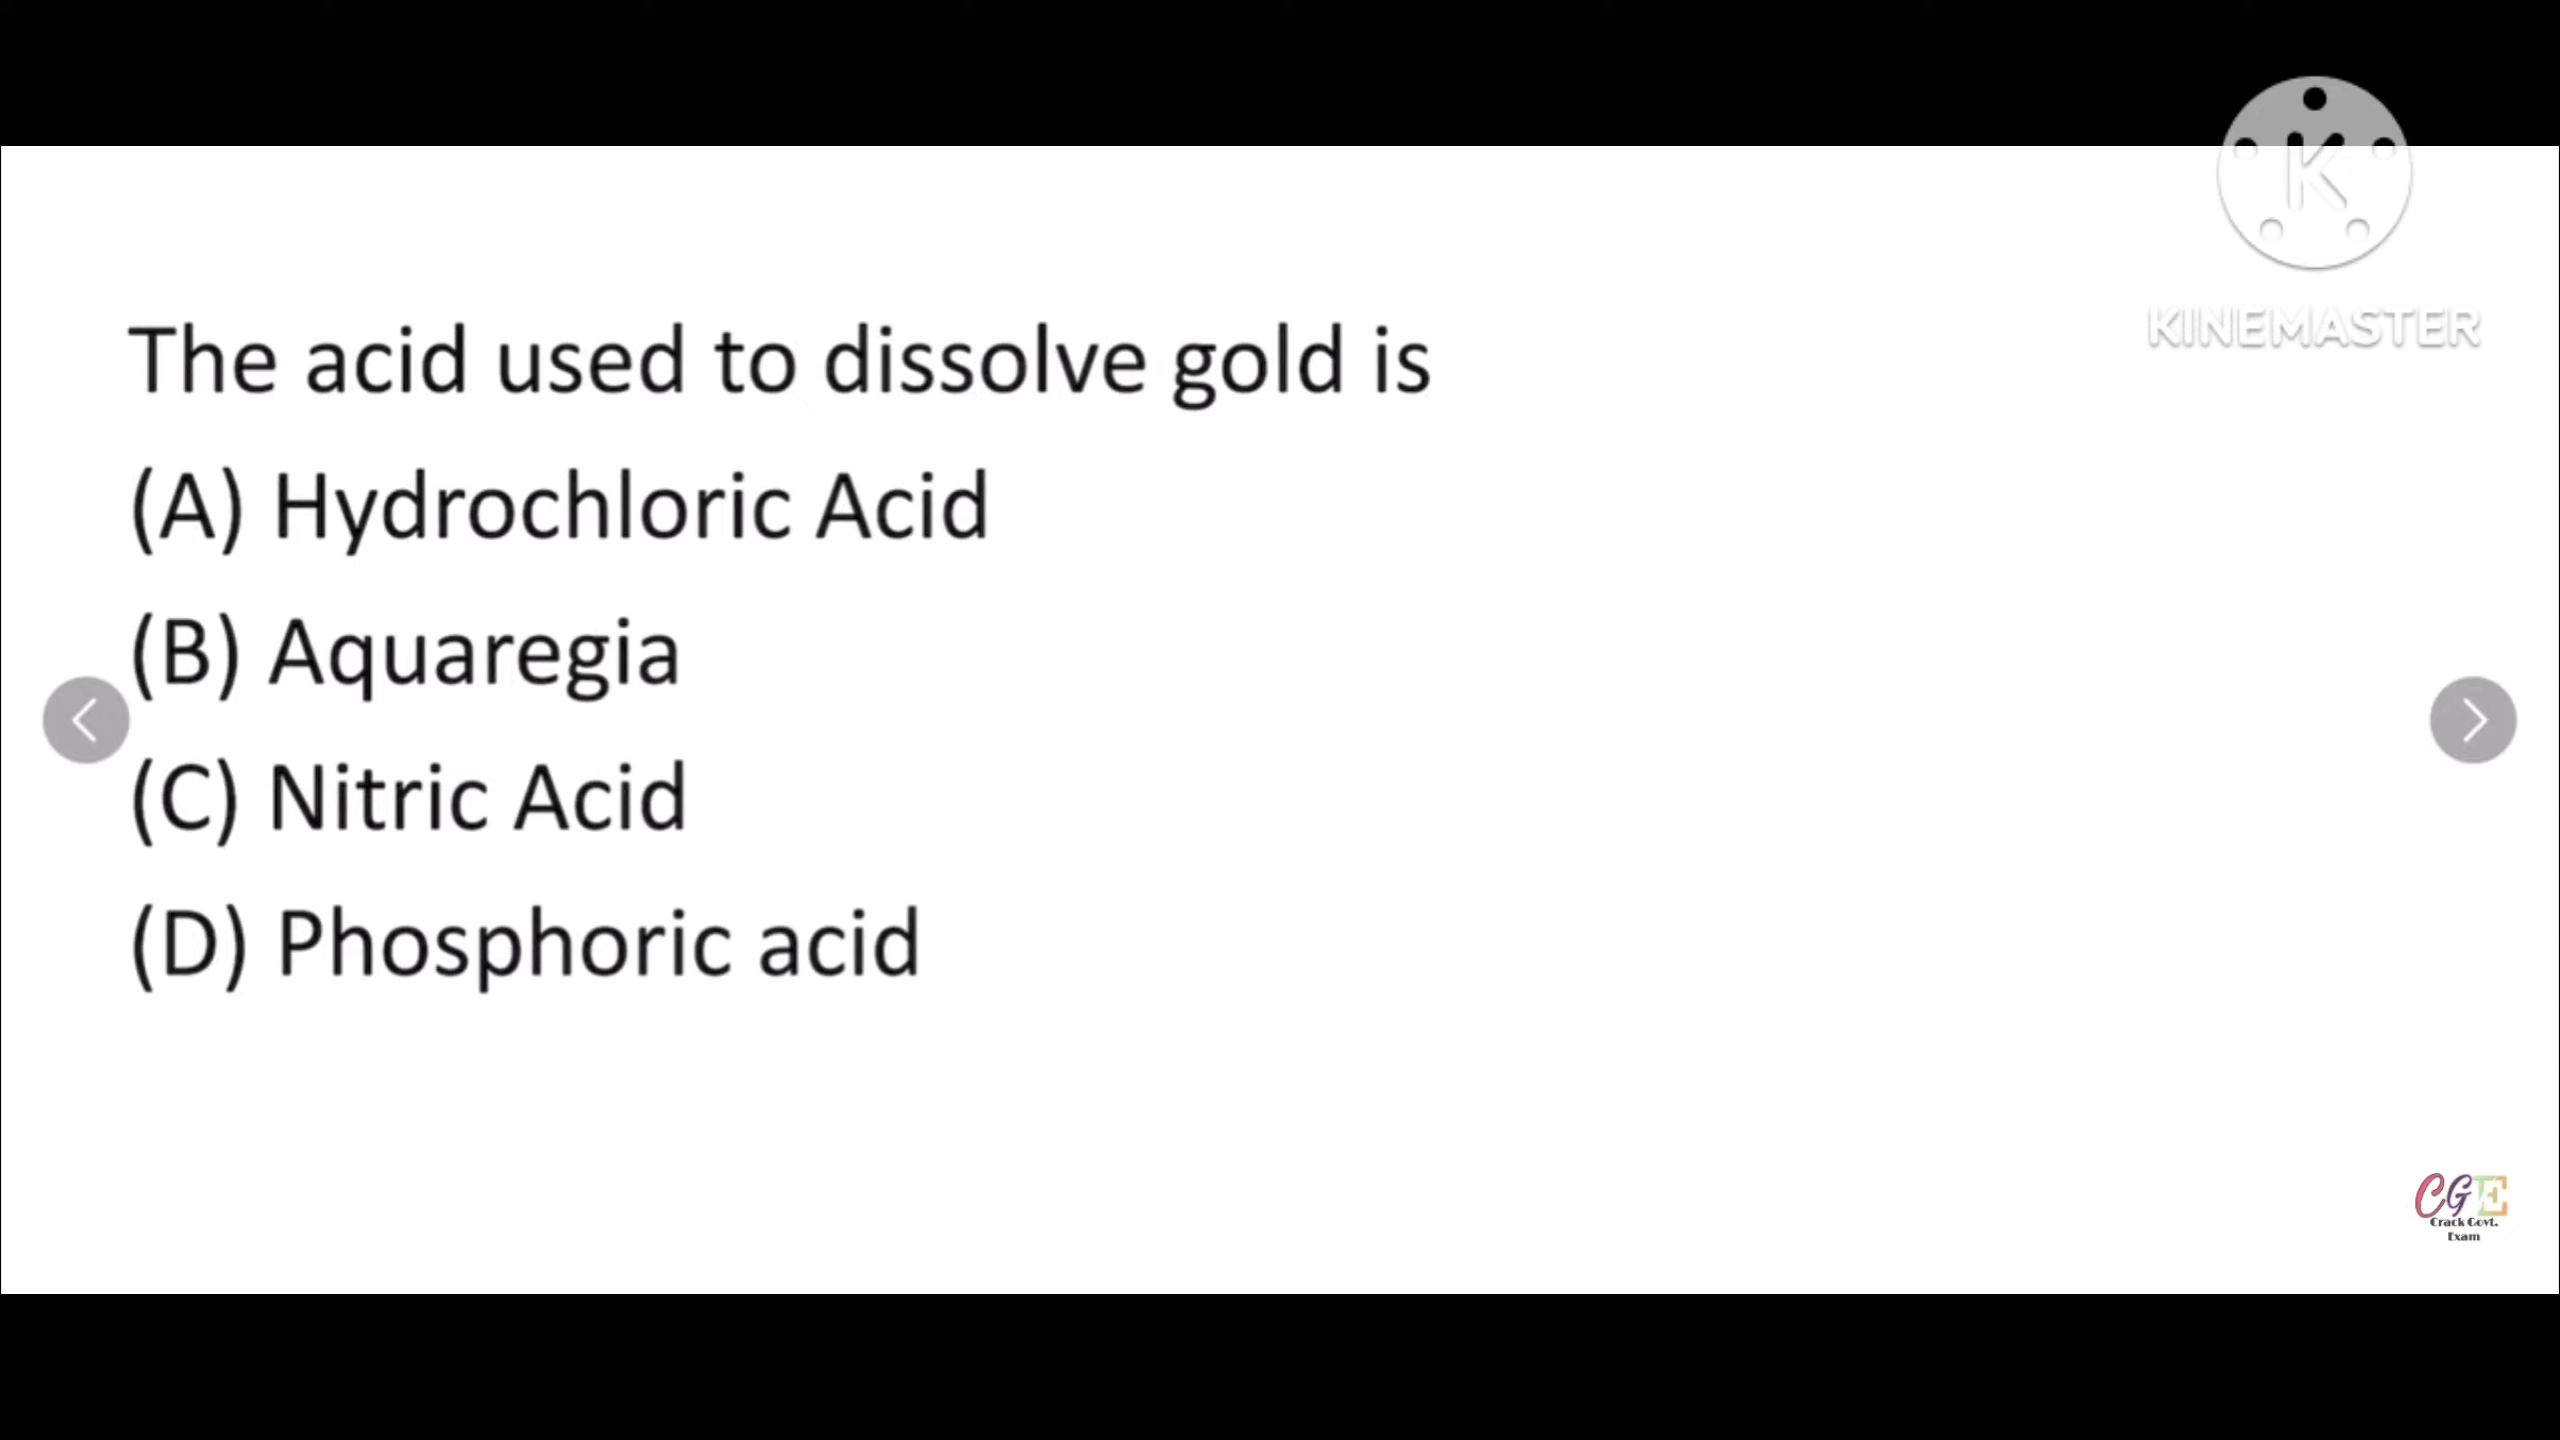 K
KINEMASTER
The acid used to dissolve gold is
(A) Hydrochloric Acid
(B) Aquaregia
(C) Nitric Acid
(D) Phosphoric acid
CGE
Crack Govt.
Exam